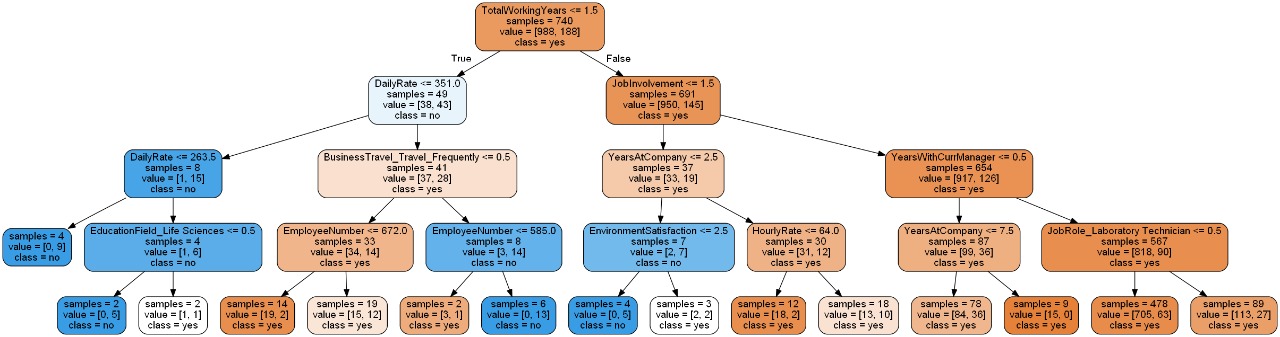 TotalWorkingYears <= 1.5
samples = 740
value = [988, 188]
class = yes
True
False
DailyRate <= 351.0
samples = 49
value = [38, 43]
class = no
JobInvolvement <= 1.5
samples = 691
value = [950, 145]
class = yes
DailyRate <= 263.5
samples = 8
value = [1, 15]
class = no
BusinessTravel_Travel_Frequently <= 0.5
samples = 41
value = [37, 28]
class = yes
YearsAtCompany <= 2.5
samples = 37
value = [33, 19]
class = yes
YearsWithCurrManager <= 0.5
samples = 654
value = [917, 126]
class = yes
samples = 4
value = [0, 9]
class = no
EducationField_Life Sciences <= 0.5
samples = 4
value = [1, 6]
class = no
EmployeeNumber <= 672.0
samples = 33
value = [34, 14]
class = yes
EmployeeNumber <= 585.0
samples = 8
value = [3, 14]
class = no
EnvironmentSatisfaction <= 2.5
samples = 7
value = [2, 7]
class = no
HourlyRate <= 64.0
samples = 30
value = [31, 12]
class = yes
YearsAtCompany <= 7.5
samples = 87
value = [99, 36]
class = yes
JobRole_Laboratory Technician <= 0.5
samples = 567
value = [818, 90]
class = yes
samples = 2
value = [0, 5]
class = no
samples = 2
value = [1, 1]
class = yes
samples = 14
value = [19, 2]
class = yes
samples = 19
value = [15, 12]
class = yes
samples = 2
value = [3, 1]
class = yes
samples = 6
value = [0, 13]
class = no
samples = 4
value = [0, 5]
class = no
samples = 3
value = [2, 2]
class = yes
samples = 12
value = [18, 2]
class = yes
samples = 18
value = [13, 10]
class = yes
samples = 78
value = [84, 36]
class = yes
samples = 9
value = [15, 0]
class = yes
samples = 478
value = [705, 63]
class = yes
samples = 89
value = [113, 27]
class = yes